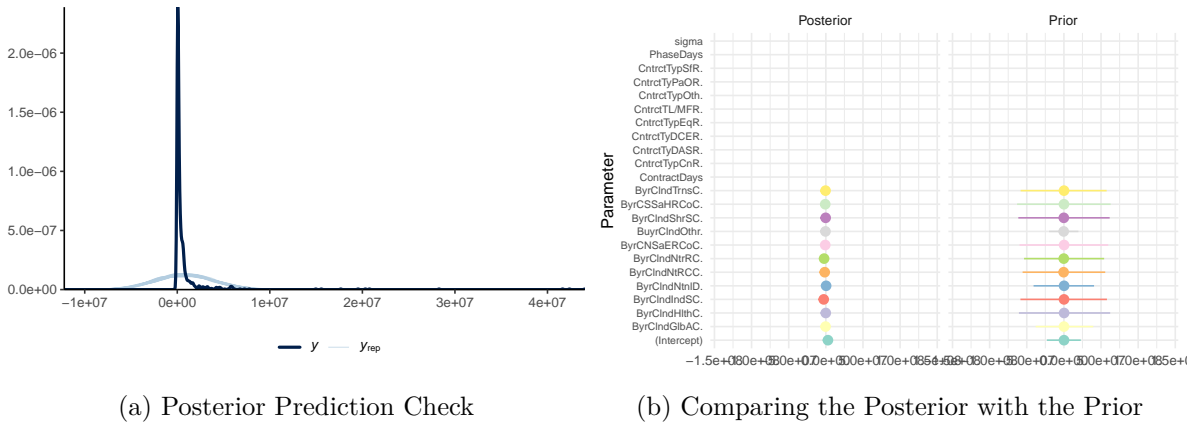 2.0e−06
1.5e−06
1.0e−06
5.0e−07
0.0e+00
−1e+07 0e+00 1e+07 2e+07 3e+07 4e+07
y yrep
(a) Posterior Prediction Check
Posterior Prior
Parameter
sigma
PhaseDays
CntrctTypSfR.
CntrctTyPaOR.
CntrctTypOth.
CntrctTL/MFR.
CntrctTypEqR.
CntrctTyDCER.
CntrctTyDASR.
CntrctTypCnR.
ContractDays
ByrClndTrnsC.
ByrCSSaHRCoC.
ByrClndShrSC.
BuyrClndOthr.
ByrCNSaERCoC.
ByrClndNtrRC.
ByrClndNtRCC.
ByrClndNtnlD.
ByrClndIndSC.
ByrClndHlthC.
ByrClndGlbAC.
(Intercept)
(b) Comparing the Posterior with the Prior